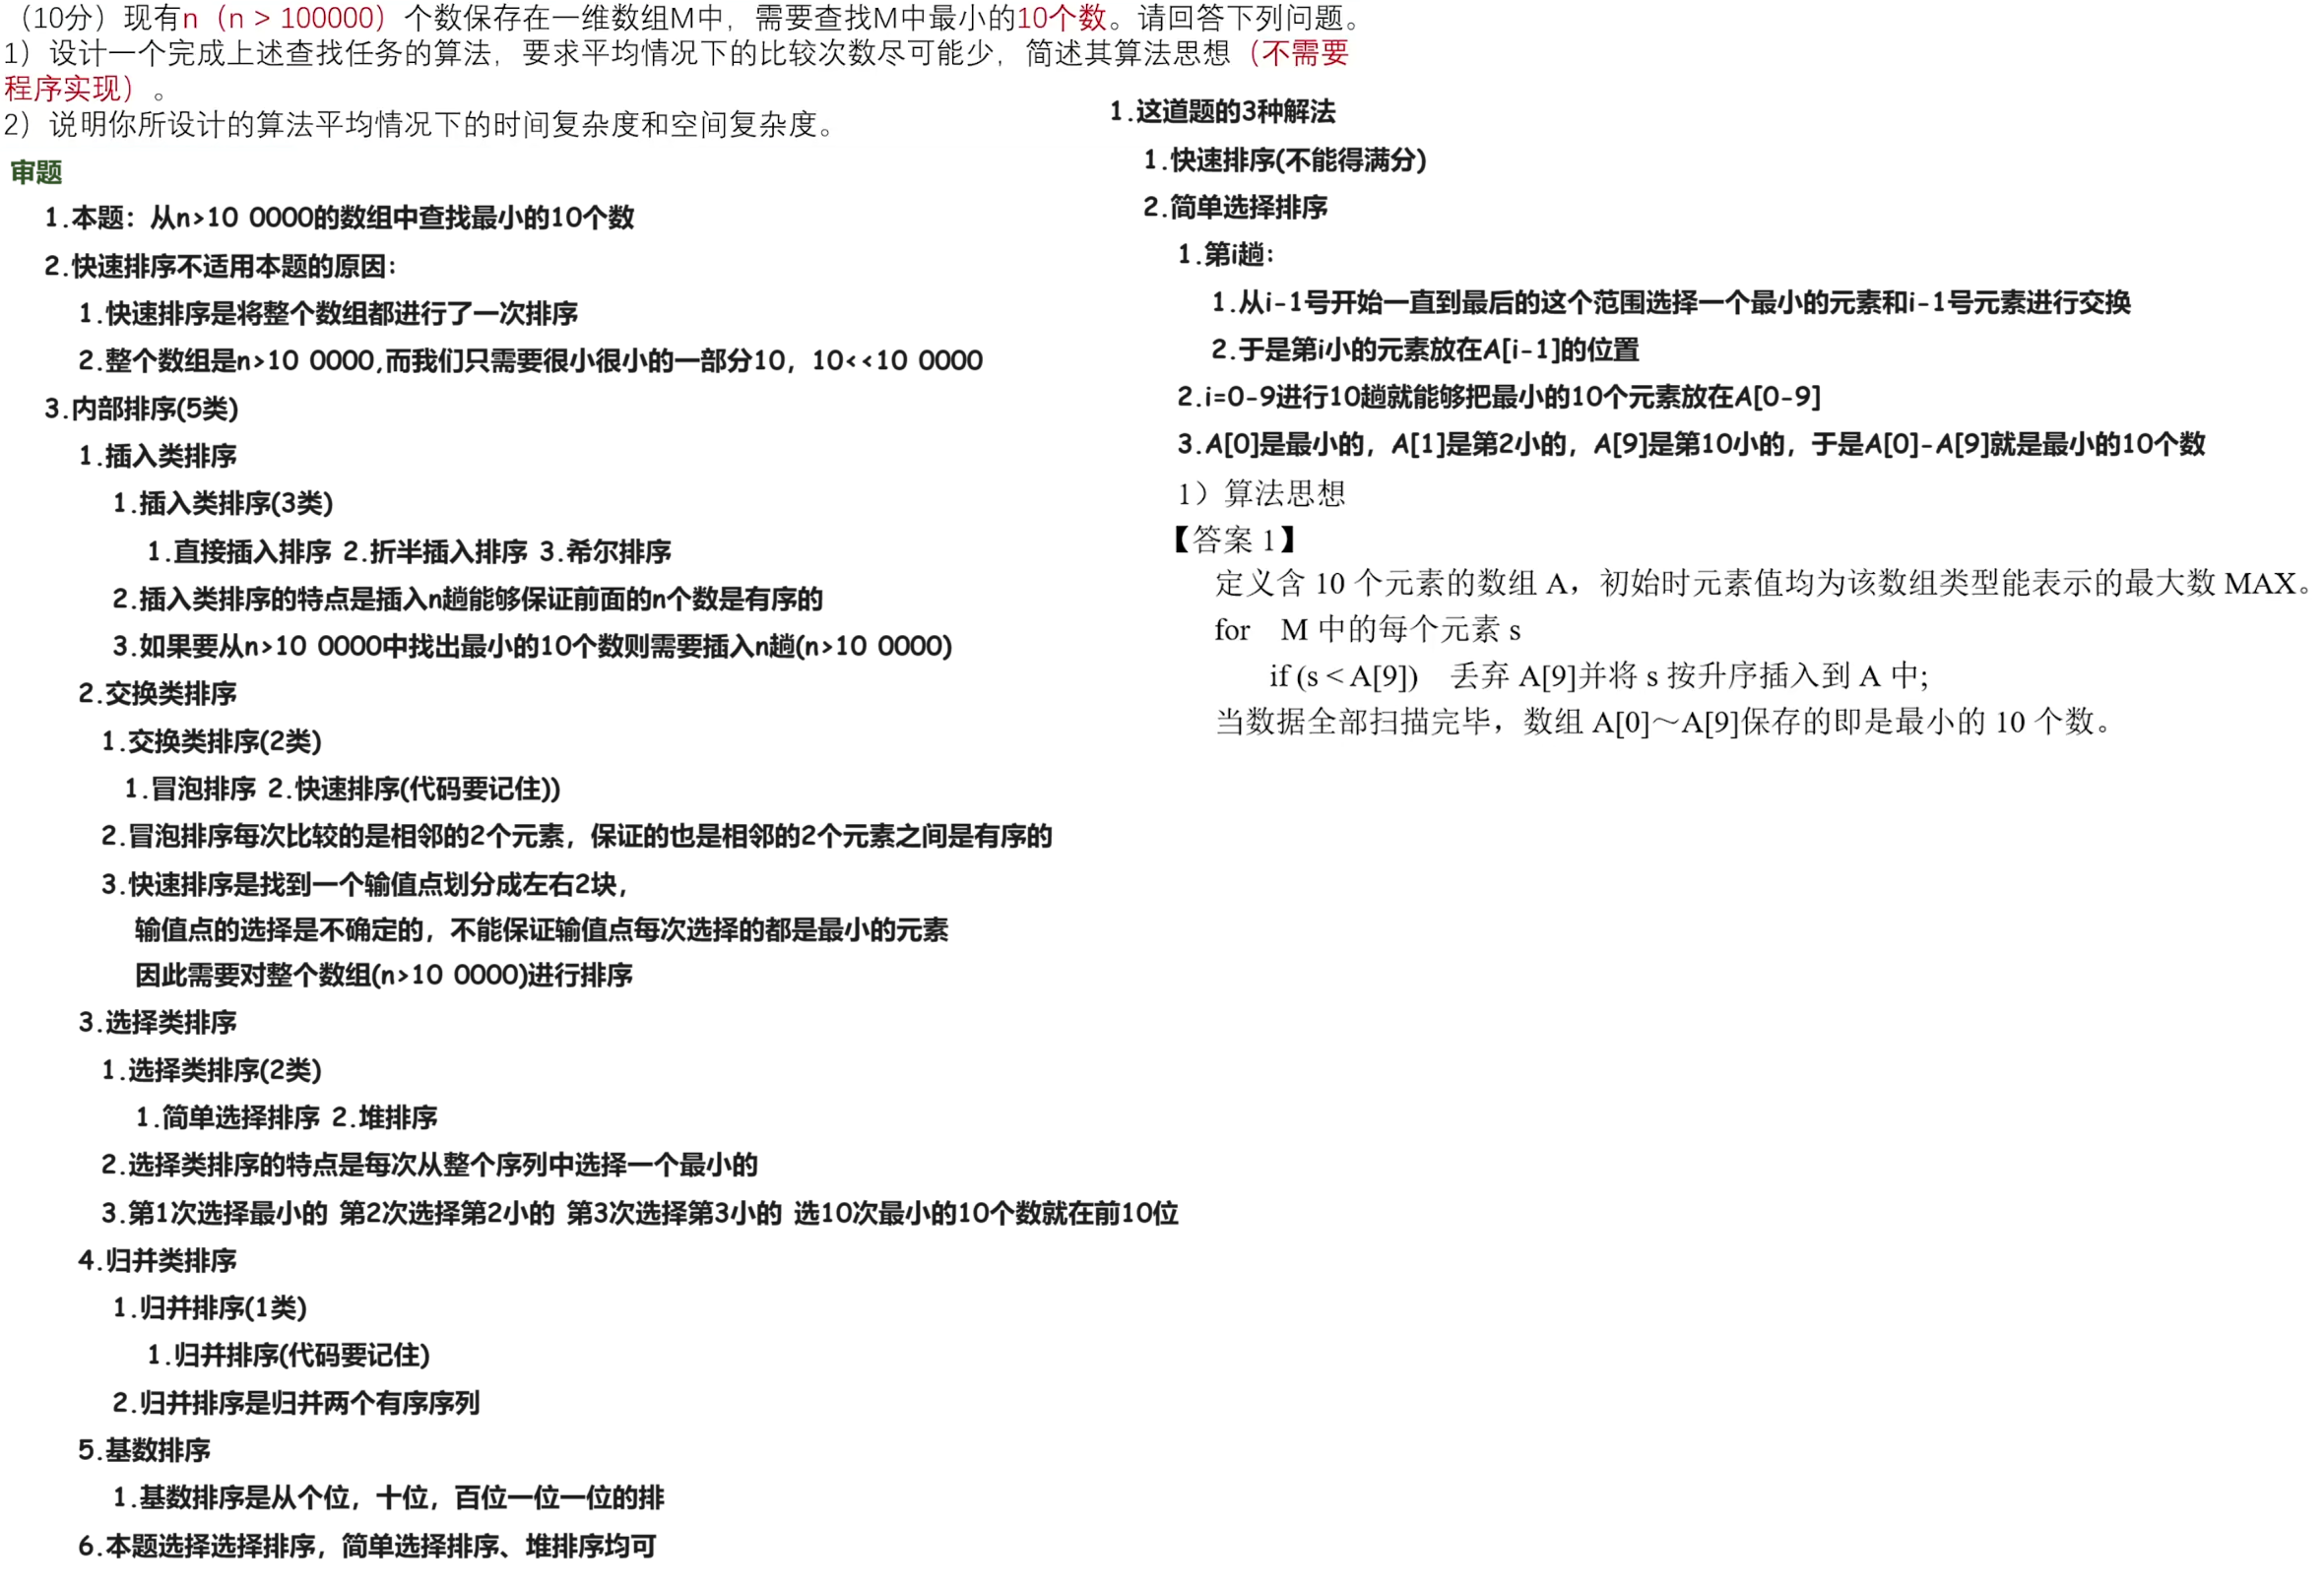 （10分）现有n（n > 100000）个数保存在一维数组M中，需要查找M中最小的10个数。请回答下列问题。
1）设计一个完成上述查找任务的算法，要求平均情况下的比较次数尽可能少，简述其算法思想（不需要
程序实现）。
2）说明你所设计的算法平均情况下的时间复杂度和空间复杂度。
审题
1.本题：从n>10 0000的数组中查找最小的10个数
2.快速排序不适用本题的原因：
1.快速排序是将整个数组都进行了一次排序
2.整个数组是n>10 0000,而我们只需要很小很小的一部分10，10<<10 0000
3.内部排序(5类)
1.插入类排序
1.插入类排序(3类)
1.直接插入排序 2.折半插入排序 3.希尔排序
2.插入类排序的特点是插入n趟能够保证前面的n个数是有序的
3.如果要从n>10 0000中找出最小的10个数则需要插入n趟(n>10 0000)
2.交换类排序
1.交换类排序(2类)
1.冒泡排序 2.快速排序(代码要记住))
2.冒泡排序每次比较的是相邻的2个元素，保证的也是相邻的2个元素之间是有序的
3.快速排序是找到一个输值点划分成左右2块，
输值点的选择是不确定的，不能保证输值点每次选择的都是最小的元素
因此需要对整个数组(n>10 0000)进行排序
3.选择类排序
1.选择类排序(2类)
1.简单选择排序 2.堆排序
2.选择类排序的特点是每次从整个序列中选择一个最小的
3.第1次选择最小的 第2次选择第2小的 第3次选择第3小的 选10次最小的10个数就在前10位
4.归并类排序
1.归并排序(1类)
1.归并排序(代码要记住)
2.归并排序是归并两个有序序列
5.基数排序
1.基数排序是从个位，十位，百位一位一位的排
6.本题选择选择排序，简单选择排序、堆排序均可
1.这道题的3种解法
1.快速排序(不能得满分)
2.简单选择排序
1.第i趟：
1.从i-1号开始一直到最后的这个范围选择一个最小的元素和i-1号元素进行交换
2.于是第i小的元素放在A[i-1]的位置
2.i=0-9进行10趟就能够把最小的10个元素放在A[0-9]
3.A[0]是最小的，A[1]是第2小的，A[9]是第10小的，于是A[0]-A[9]就是最小的10个数
1）算法思想
【答案 1】
定义含 10 个元素的数组 A，初始时元素值均为该数组类型能表示的最大数 MAX。
for M 中的每个元素 s
if (s < A[9]) 丢弃 A[9]并将 s 按升序插入到 A 中;
当数据全部扫描完毕，数组 A[0]～A[9]保存的即是最小的 10 个数。